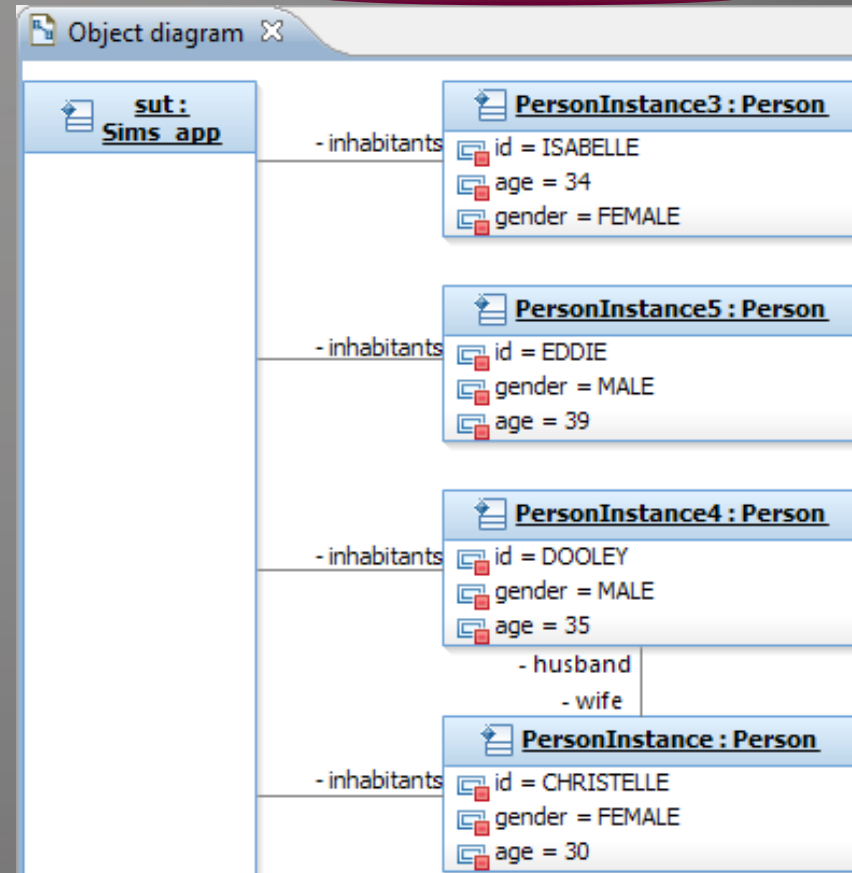 Object diagram
sut :
Sims_app
- inhabitants
PersonInstance3 : Person
id = ISABELLE
age = 34
gender = FEMALE
- inhabitants
PersonInstance5 : Person
id = EDDIE
gender = MALE
age = 39
- inhabitants
PersonInstance4 : Person
id = DOOLEY
gender = MALE
age = 35
- husband
- wife
- inhabitants
PersonInstance : Person
id = CHRISTELLE
gender = FEMALE
age = 30